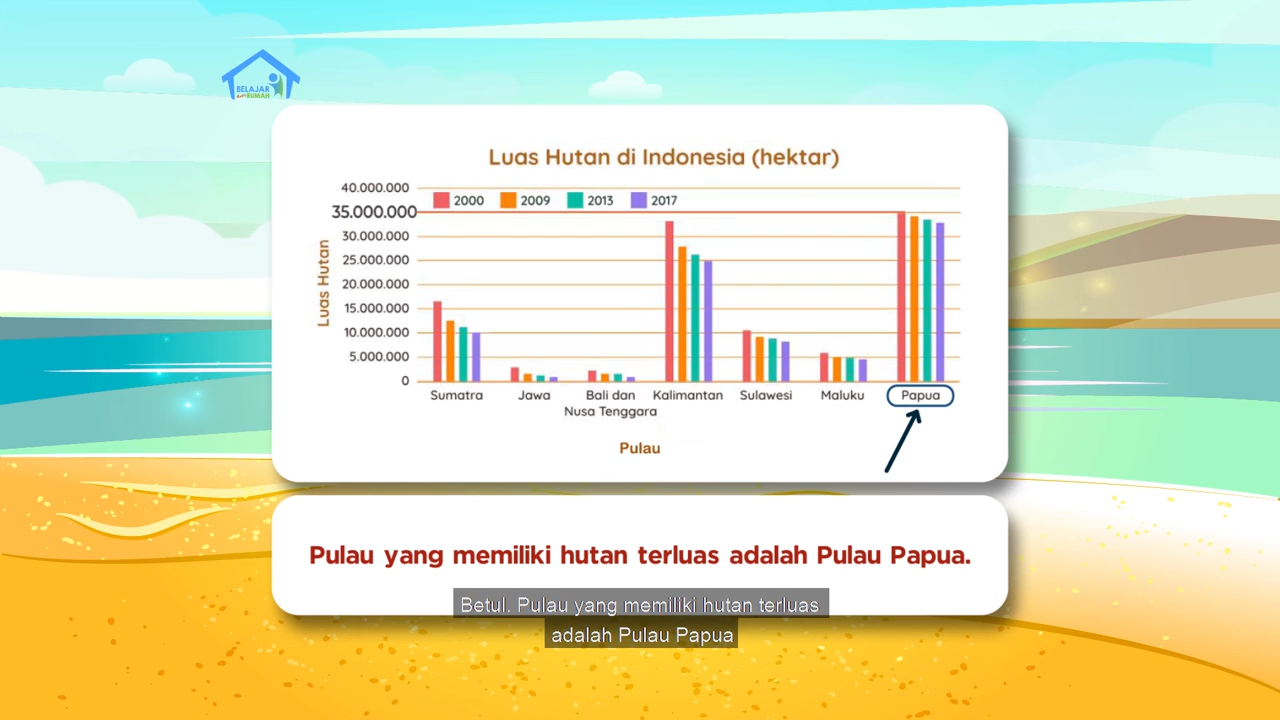 BELAJAR
dari RUMAH
Luas Hutan di Indonesia (hektar)
2000 2009 2013 2017
Luas Hutan
40.000.000
35.000.000
30.000.000
25.000.000
20.000.000
15.000.000
10.000.000
5.000.000
0
Sumatra Jawa Bali dan Kalimantan Sulawesi Maluku Papua
Nusa Tenggara
Pulau
Pulau yang memiliki hutan terluas adalah Pulau Papua.
Betul. Pulau yang memiliki hutan terluas
adalah Pulau Papua